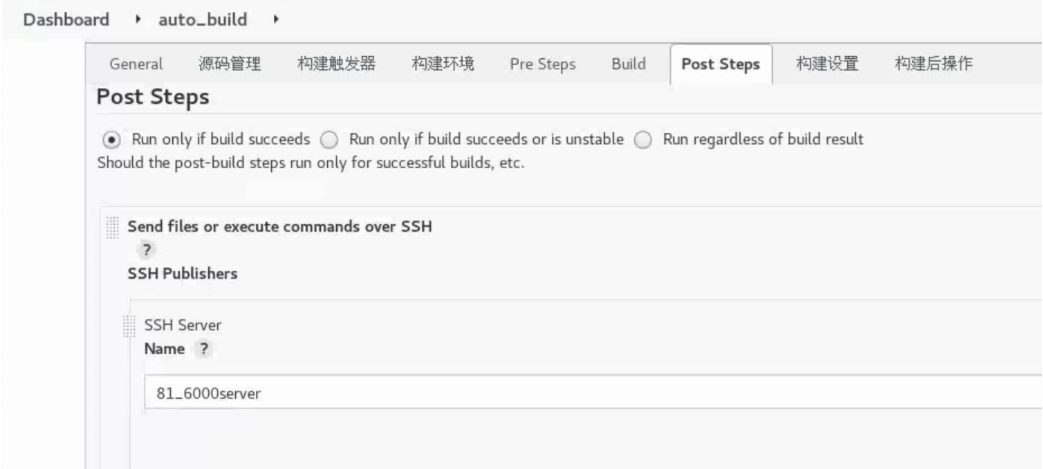 Dashboard auto_build
General 源码管理 构建触发器 构建环境 Pre Steps Build Post Steps 构建设置 构建后操作
Post Steps
Run only if build succeeds Run only if build succeeds or is unstable Run regardless of build result
Should the post-build steps run only for successful builds, etc.
Send files or execute commands over SSH
?
SSH Publishers
SSH Server
Name ?
81_6000server